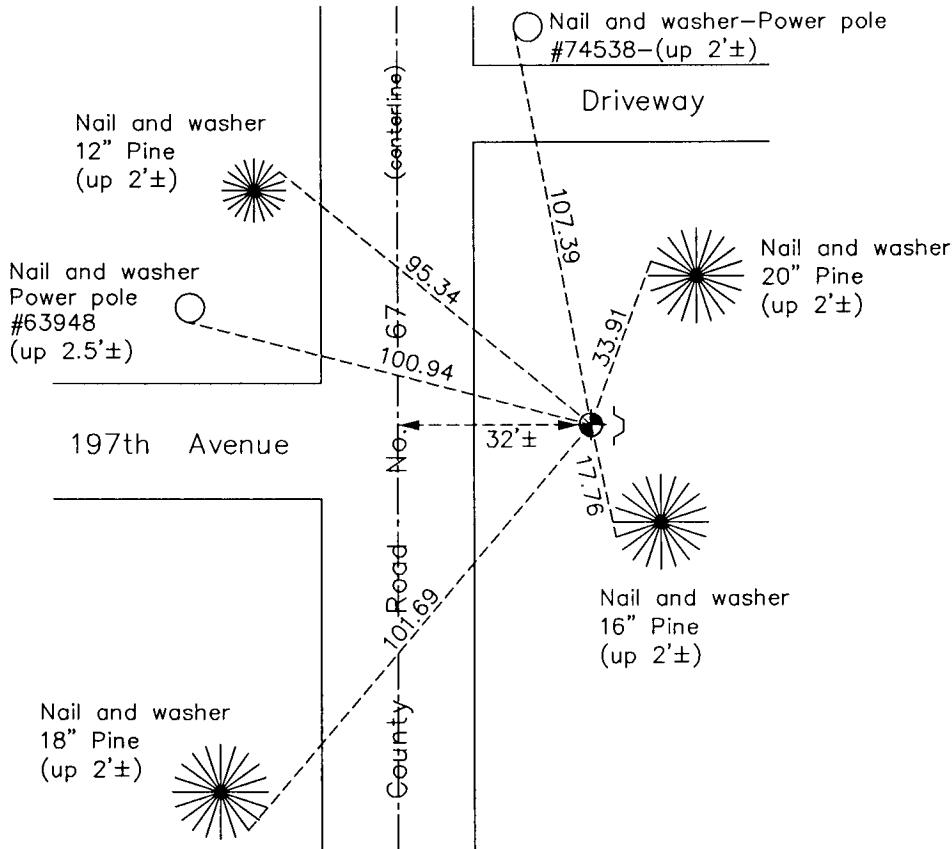 Nail and washer-Power pole
#74538-(up 2'±)
Driveway
(centerline)
Nail and washer
12" Pine
(up 2'±)
107.39
Nail and washer
20" Pine
(up 2'±)
95.34
Nail and washer
Power pole
#63948
(up 2.5'±)
33.91
100.94
197th Avenue
32'±
17.76
County Road No. 67
101.69
Nail and washer
16" Pine
(up 2'±)
Nail and washer
18" Pine
(up 2'±)